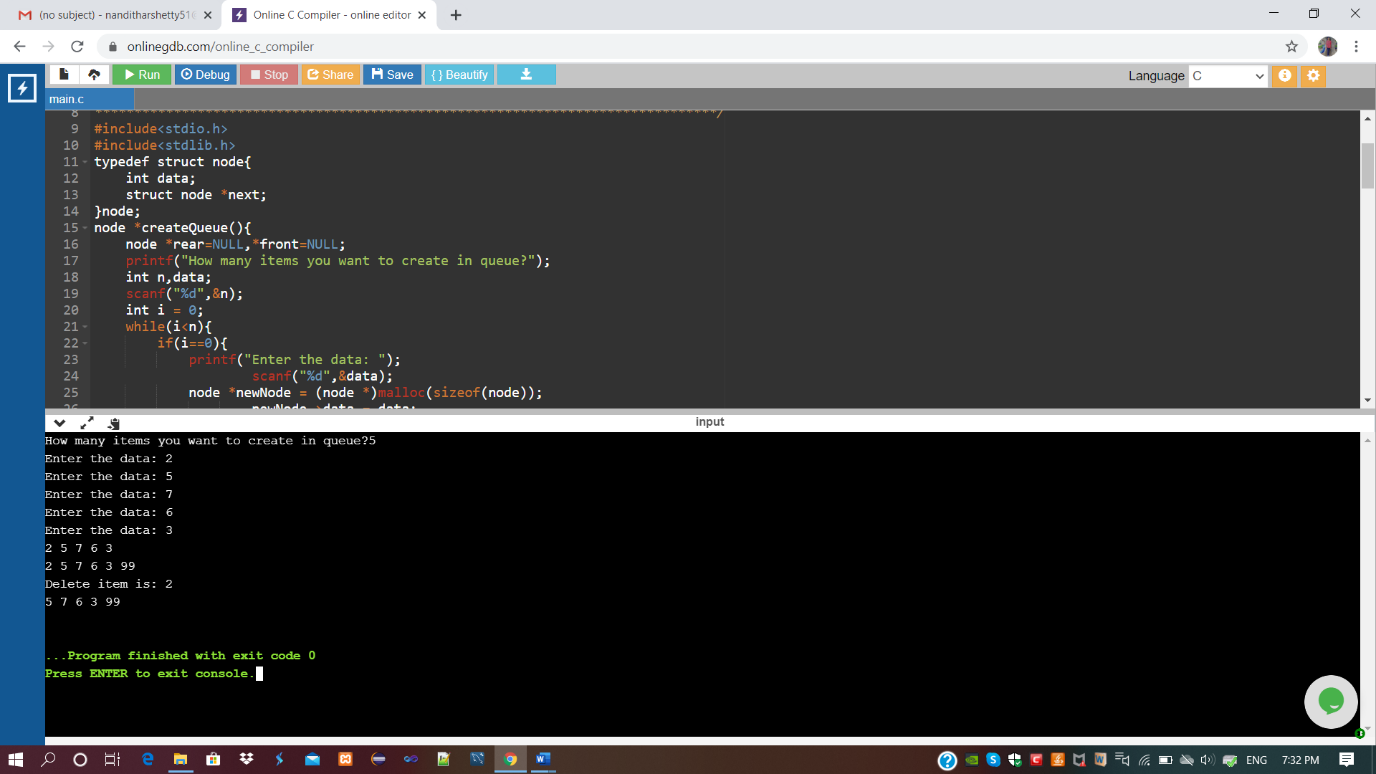 (no subject) - nanditharshetty516
Online C Compiler - online editor
onlinegdb.com/online_c_compiler
Run Debug Stop Share Save { } Beautify
Language C
main.c
8 *******************************************************************************/
9 #include<stdio.h>
10 #include<stdlib.h>
11 typedef struct node{
12 int data;
13 struct node *next;
14 }node;
15 node *createQueue(){
16 node *rear=NULL,*front=NULL;
17 printf("How many items you want to create in queue?");
18 int n,data;
19 scanf("%d",&n);
20 int i = 0;
21 while(i<n){
22 if(i==0){
23 printf("Enter the data: ");
24 scanf("%d",&data);
25 node *newNode = (node *)malloc(sizeof(node));
26 newNode->data = data;
input
How many items you want to create in queue?5
Enter the data: 2
Enter the data: 5
Enter the data: 7
Enter the data: 6
Enter the data: 3
2 5 7 6 3
2 5 7 6 3 99
Delete item is: 2
5 7 6 3 99
...Program finished with exit code 0
Press ENTER to exit console.
ENG 7:32 PM